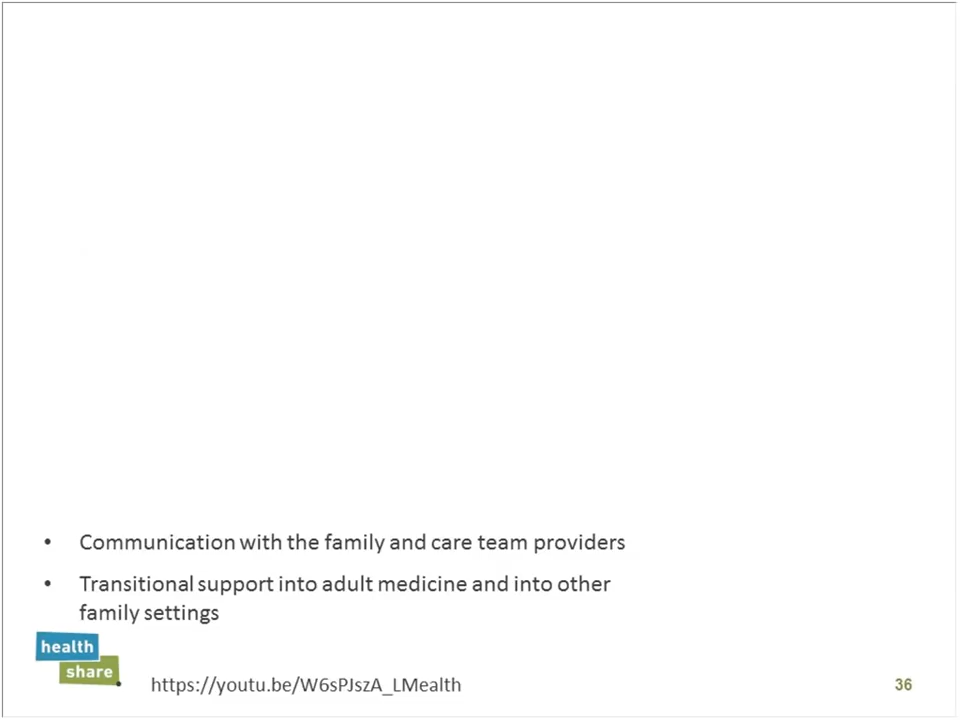 • Communication with the family and care team providers
• Transitional support into adult medicine and into other
family settings
health
share
• https://youtu.be/W6sPJszA_LMealth
36